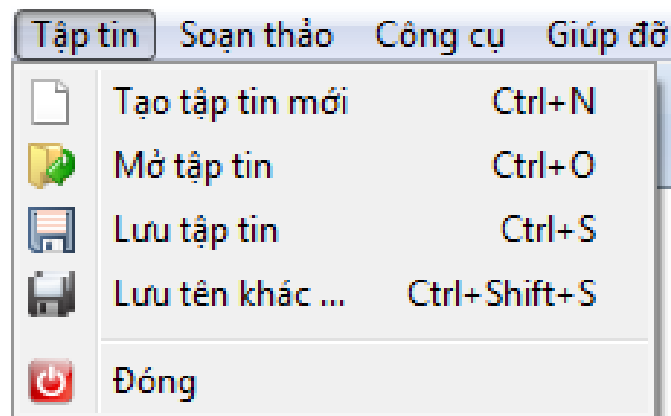 Tập tin Soạn thảo Công cụ Giúp đỡ
Tạo tập tin mới Ctrl+N
Mở tập tin Ctrl+O
Lưu tập tin Ctrl+S
Lưu tên khác ... Ctrl+Shift+S
Đóng